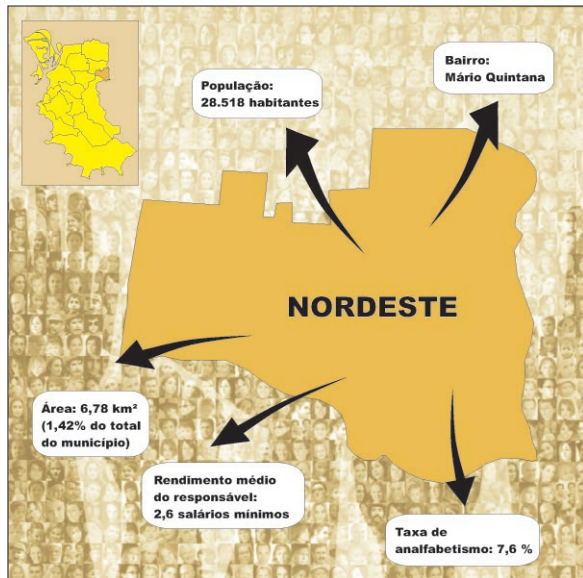 População:
28.518 habitantes
Bairro:
Mário Quintana
NORDESTE
Área: 6,78 km²
(1,42% do total
do município)
Rendimento médio
do responsável:
2,6 salários mínimos
Taxa de
analfabetismo: 7,6 %